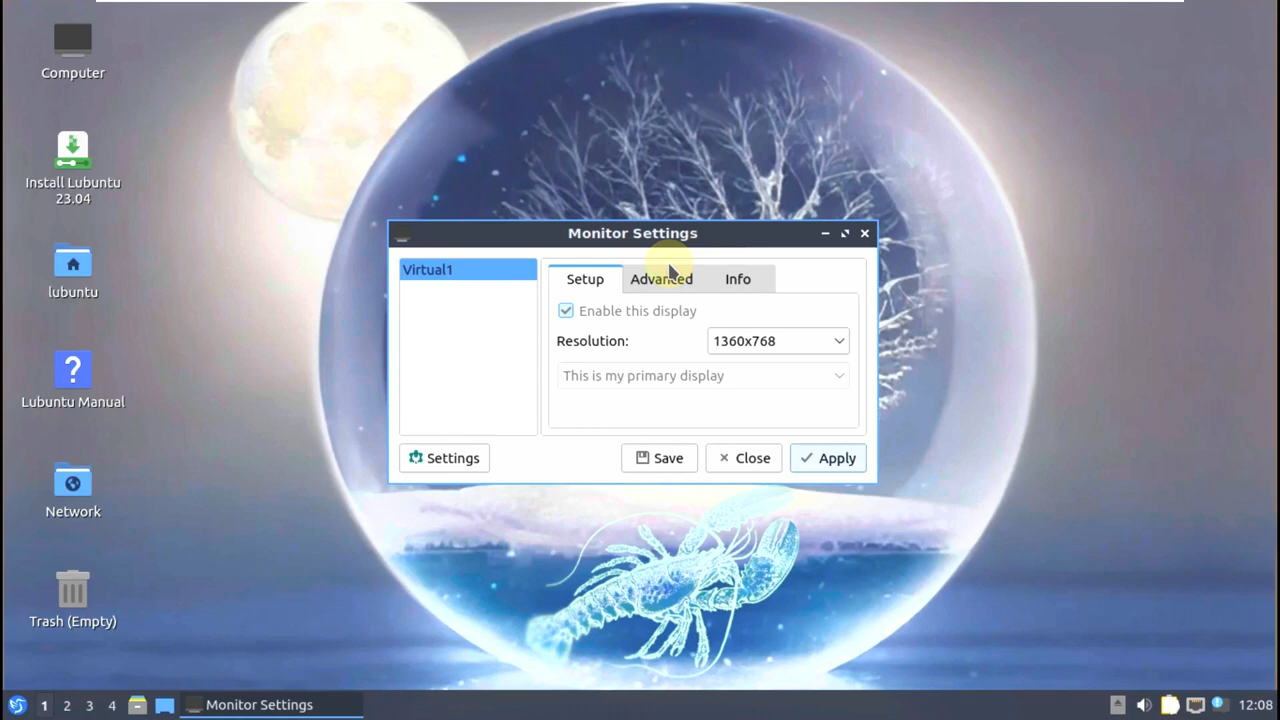 Computer
Install Lubuntu
23.04
lubuntu
?
Lubuntu Manual
Network
Trash (Empty)
Monitor Settings
Virtual1
Setup Advanced Info
Enable this display
Resolution: 1360x768
This is my primary display
Settings Save Close Apply
1 2 3 4 Monitor Settings 12:08